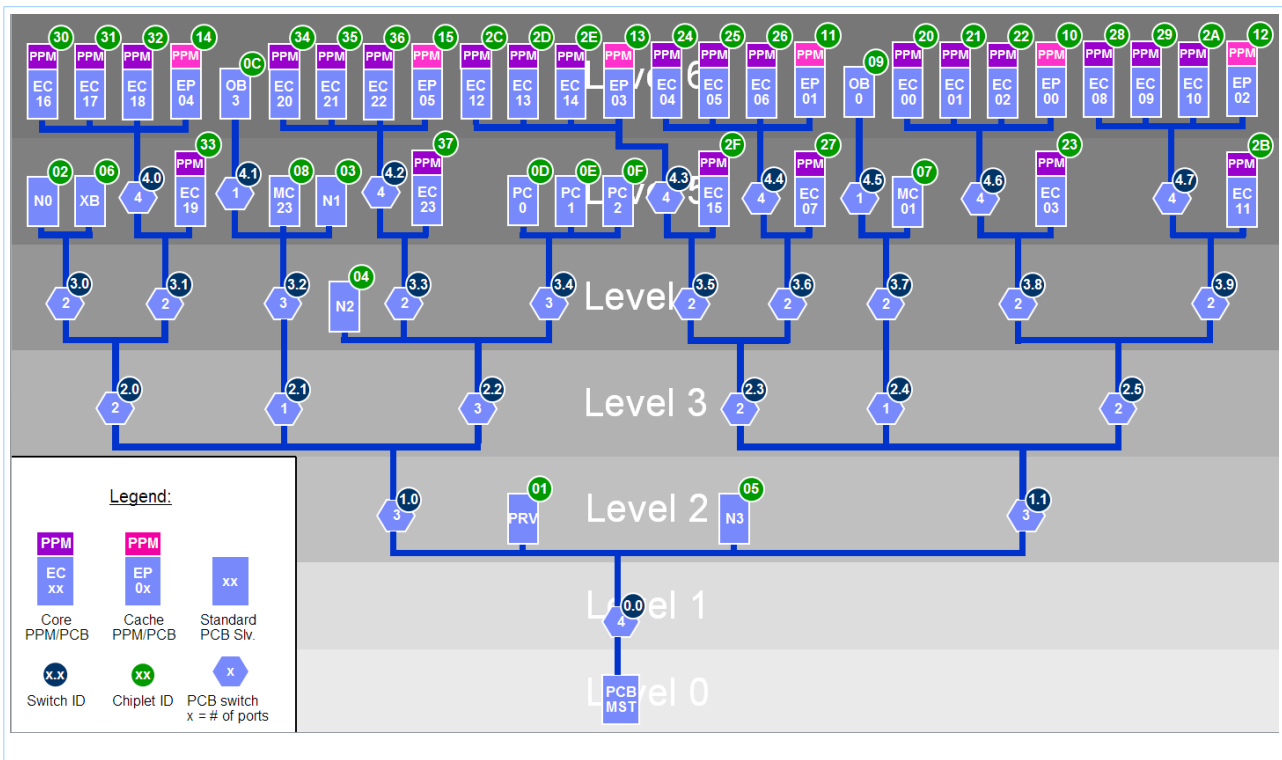 30 31 32 14 0C 34 35 36 15 2C 2D 2E 13 24 25 26 11 09 20 21 22 10 28 29 2A 12
PPM PPM PPM PPM PPM PPM PPM PPM PPM PPM PPM PPM PPM PPM PPM PPM PPM PPM PPM PPM PPM PPM PPM PPM
Level 6
EC EC EC EP OB EC EC EC EP EC EC EC EP EC EC EC EP OB EC EC EC EP EC EC EC EP
16 17 18 04 3 20 21 22 05 12 13 14 03 04 05 06 01 0 00 01 02 00 08 09 10 02
33 37 2F 27 23 2B
02 06 4.0 PPM 4.1 08 03 4.2 PPM 0D 0E 0F 4.3 PPM 4.4 PPM 4.5 07 4.6 PPM 4.7 PPM
Level 5
N0 XB 4 EC 1 MC N1 4 EC PC PC PC 4 EC 4 EC 1 MC 4 EC 4 EC
19 23 23 0 1 2 15 07 01 03 11
3.0 3.1 3.2 04 3.3 3.4 3.5 3.6 3.7 3.8 3.9
2 2 3 N2 2 3 Level 2 2 2 2 2
2.0 2.1 2.2 2.3 2.4 2.5
2 1 3 Level 3 2 1 2
1.0 01 05 1.1
3 PRV Level 2 N3 3
0.0
Level 1
4
PCB
MST
Level 0
Legend:
PPM PPM
EC EP xx
xx 0x
Core Cache Standard
PPM/PCB PPM/PCB PCB Slv.
x.x xx x
Switch ID Chiplet ID PCB switch
x = # of ports